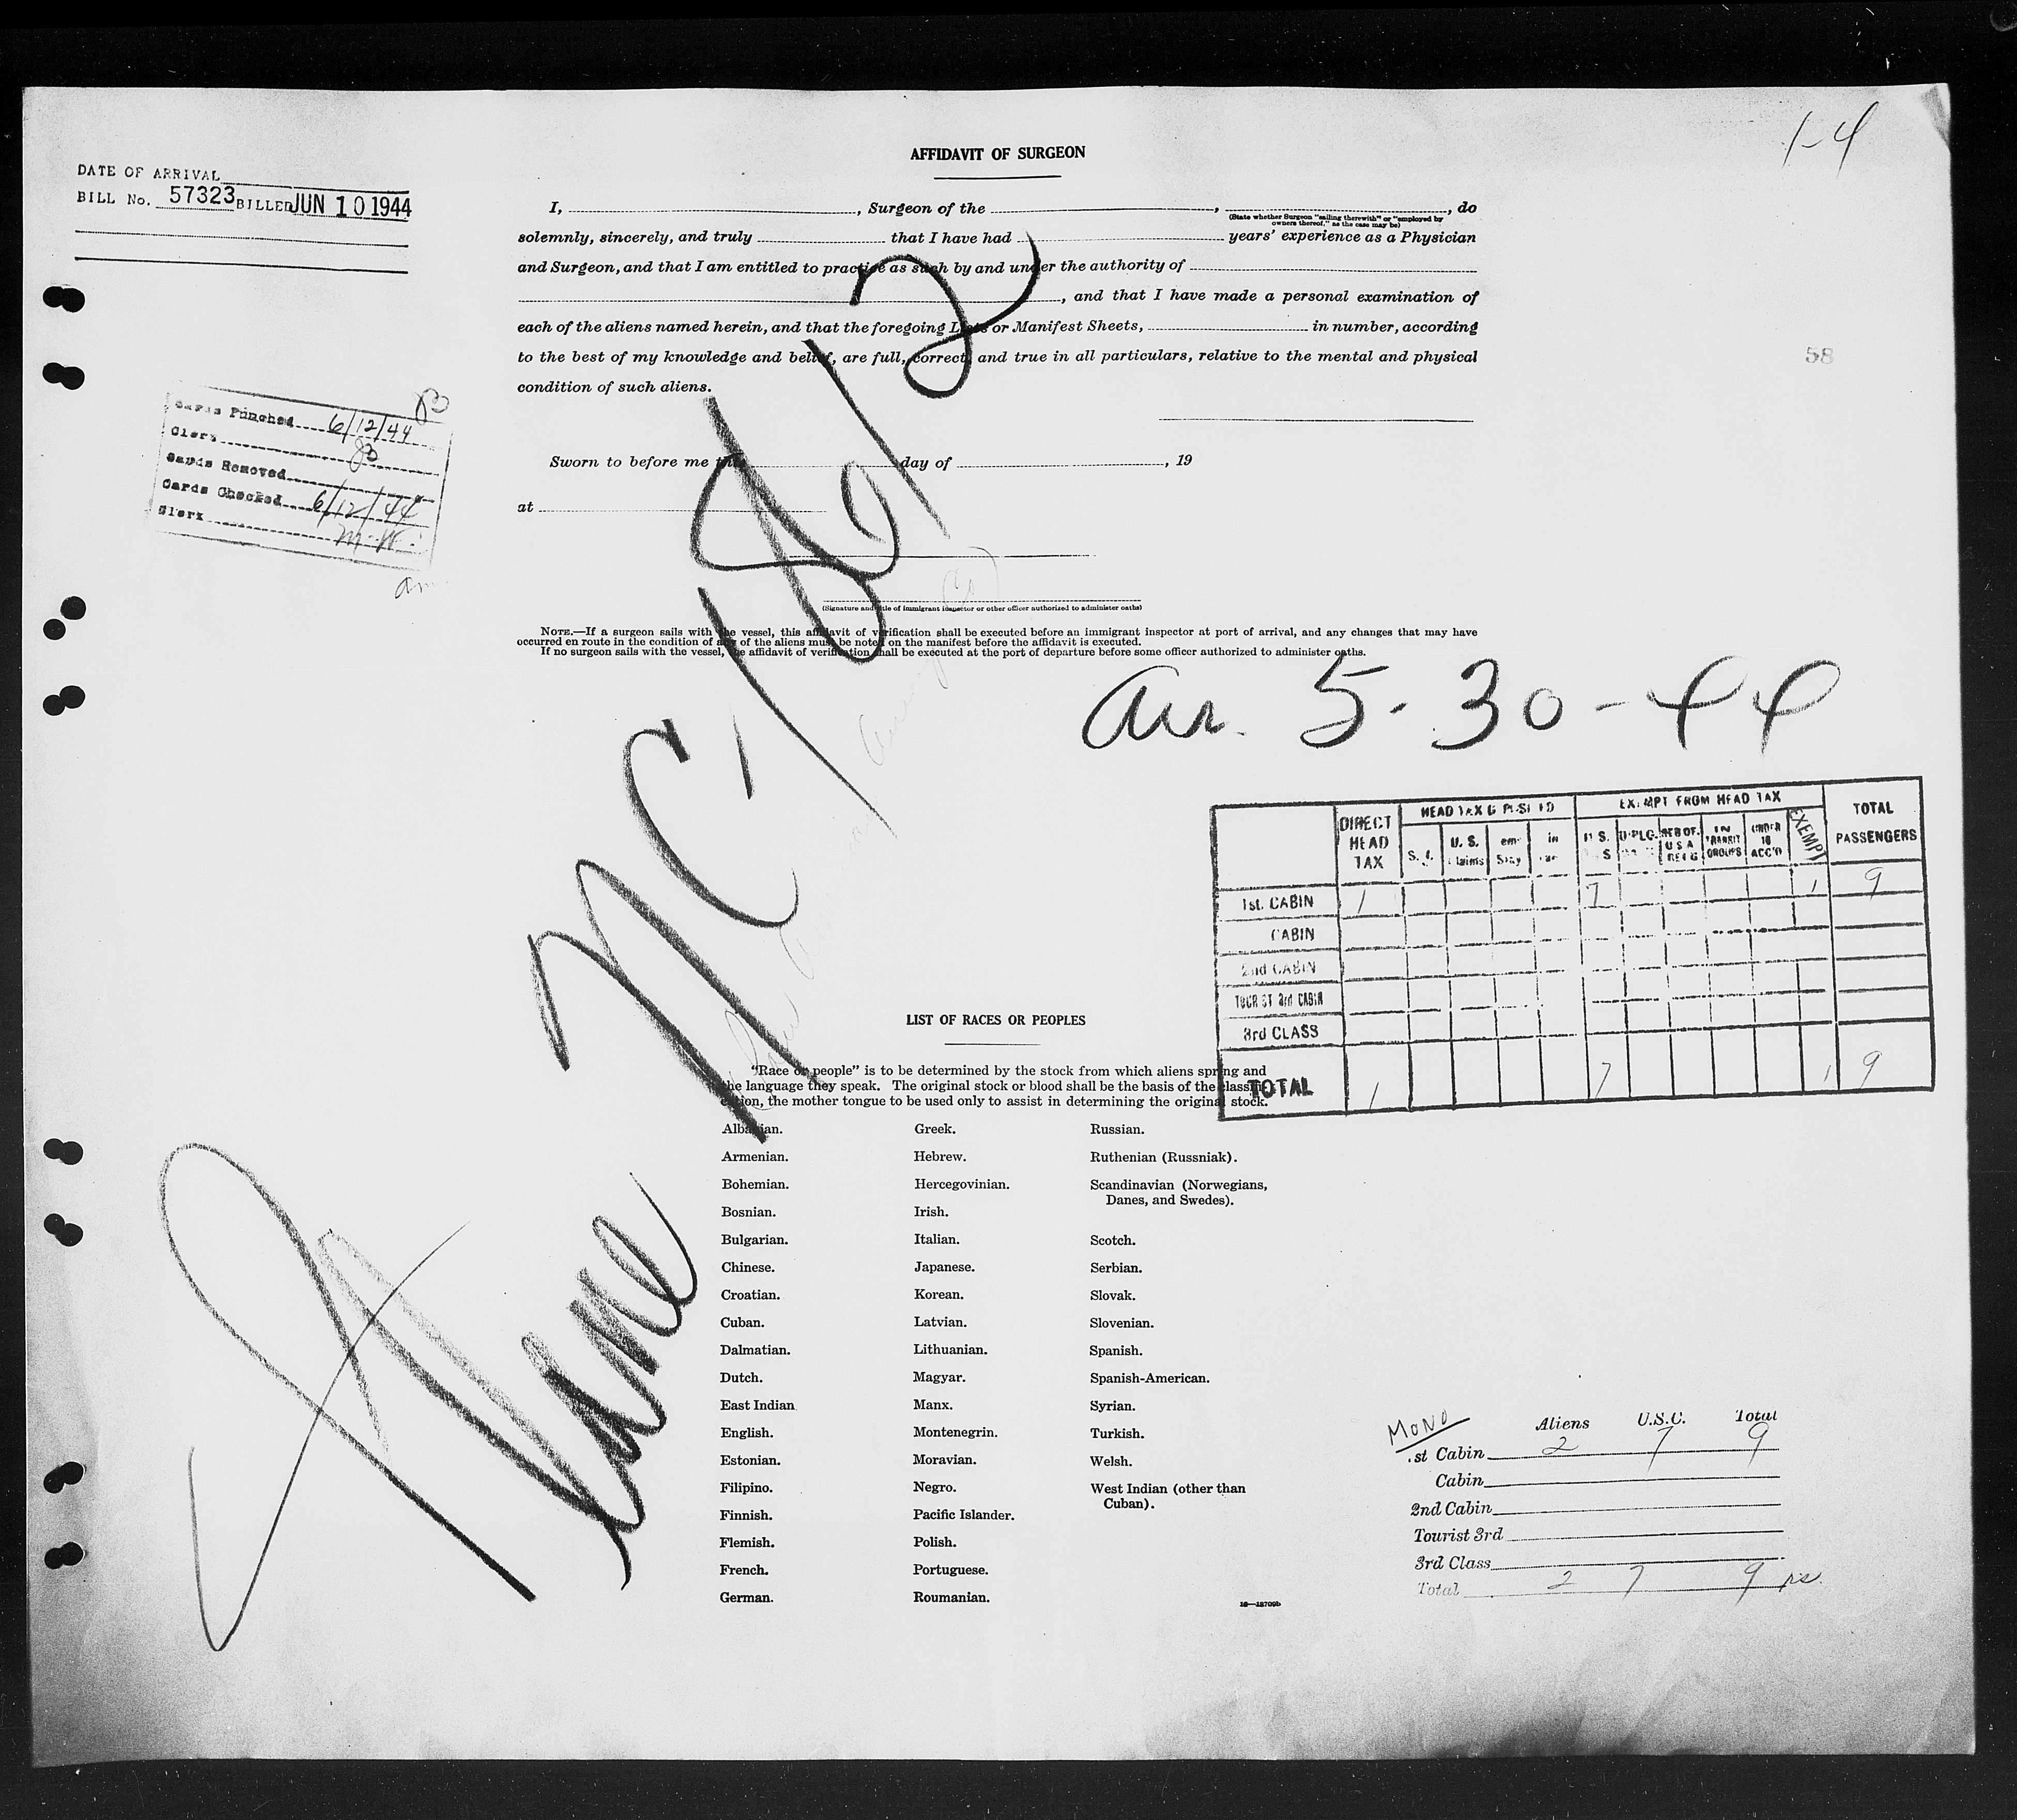 1-4
AFFIDAVIT OF SURGEON
DATE OF ARRIVAL
BILL No. 57323 BILLED JUN 10 1944
I, , Surgeon of the , , do
(State whether Surgeon "sailing therewith" or "employed by
owners thereof," as the case may be)
solemnly, sincerely, and truly that I have had years' experience as a Physician
and Surgeon, and that I am entitled to practice as such by and under the authority of
, and that I have made a personal examination of
each of the aliens named herein, and that the foregoing Lists or Manifest Sheets, in number, according
to the best of my knowledge and belief, are full, correct, and true in all particulars, relative to the mental and physical
condition of such aliens.
58
Cards Punched 6/12/44
Clerk
Cards Removed
Cards Checked 6/12/44
Clerk M.W.
Sworn to before me this day of , 19
at
(Signature and title of immigrant inspector or other officer authorized to administer oaths)
NOTE.—If a surgeon sails with the vessel, this affidavit of verification shall be executed before an immigrant inspector at port of arrival, and any changes that may have
occurred en route in the condition of any of the aliens must be noted on the manifest before the affidavit is executed.
If no surgeon sails with the vessel, the affidavit of verification shall be executed at the port of departure before some officer authorized to administer oaths.
Plane NC-18612
arr. 5-30-44
DIRECT HEAD TAX
EXEMPT FROM HEAD TAX
TOTAL PASSENGERS
U. S. Claims
IN TRANSIT GROUPS
UNDER 16 ACC'D
EXEMPT
1st. CABIN 1 7 1 9
CABIN
2nd CABIN
TOURIST 3rd CABIN
3rd CLASS
TOTAL 1 7 1 9
LIST OF RACES OR PEOPLES
"Race or people" is to be determined by the stock from which aliens spring and
the language they speak. The original stock or blood shall be the basis of the classifi-
cation, the mother tongue to be used only to assist in determining the original stock.
Albanian.
Armenian.
Bohemian.
Bosnian.
Bulgarian.
Chinese.
Croatian.
Cuban.
Dalmatian.
Dutch.
East Indian
English.
Estonian.
Filipino.
Finnish.
Flemish.
French.
German.
Greek.
Hebrew.
Hercegovinian.
Irish.
Italian.
Japanese.
Korean.
Latvian.
Lithuanian.
Magyar.
Manx.
Montenegrin.
Moravian.
Negro.
Pacific Islander.
Polish.
Portuguese.
Roumanian.
Russian.
Ruthenian (Russniak).
Scandinavian (Norwegians,
Danes, and Swedes).
Scotch.
Serbian.
Slovak.
Slovenian.
Spanish.
Spanish-American.
Syrian.
Turkish.
Welsh.
West Indian (other than
Cuban).
MONO
Aliens U.S.C. Total
st Cabin 2 7 9
Cabin
2nd Cabin
Tourist 3rd
3rd Class
Total 2 7 9